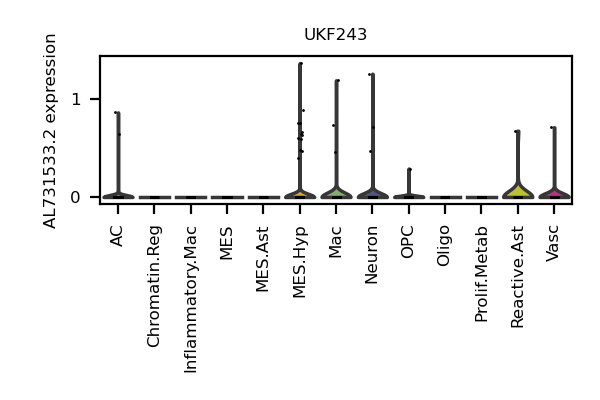 UKF243
AL731533.2 expression
1
0
AC
Chromatin.Reg
Inflammatory.Mac
MES
MES.Ast
MES.Hyp
Mac
Neuron
OPC
Oligo
Prolif.Metab
Reactive.Ast
Vasc